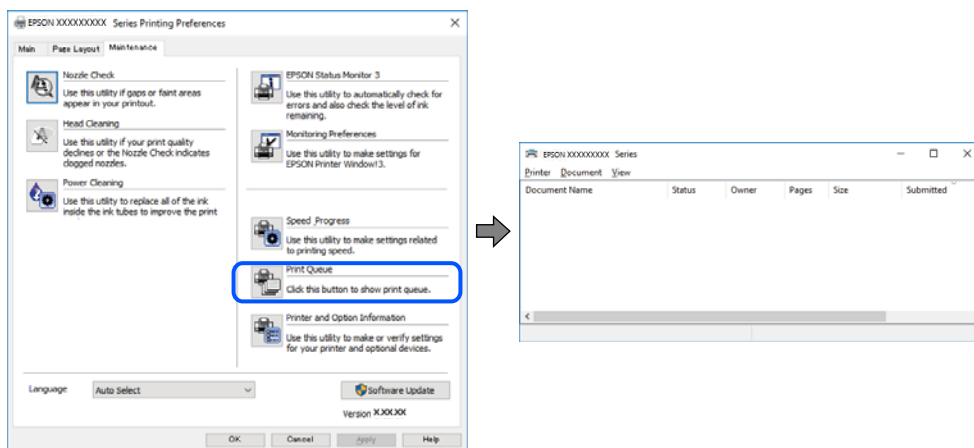 EPSON XXXXXXXXX Series Printing Preferences
Main Page Layout Maintenance
Nozzle Check
Use this utility if gaps or faint areas
appear in your printout.
Head Cleaning
Use this utility if your print quality
declines or the Nozzle Check indicates
clogged nozzles.
Power Cleaning
Use this utility to replace all of the ink
inside the ink tubes to improve the print
EPSON Status Monitor 3
Use this utility to automatically check for
errors and also check the level of ink
remaining.
Monitoring Preferences
Use this utility to make settings for
EPSON Printer Window!3.
Speed Progress
Use this utility to make settings related
to printing speed.
Print Queue
Click this button to show print queue.
Printer and Option Information
Use this utility to make or verify settings
for your printer and optional devices.
Language Auto Select Software Update
Version X.XX.XX
OK Cancel Apply Help
EPSON XXXXXXXXX Series
Printer Document View
Document Name Status Owner Pages Size Submitted